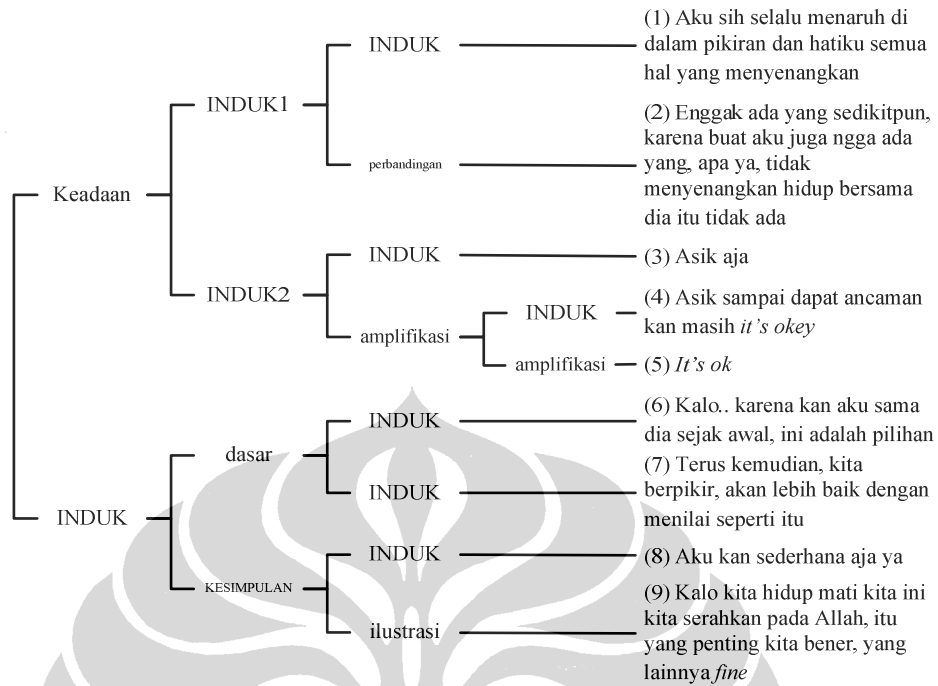 (1) Aku sih selalu menaruh di
INDUK
dalam pikiran dan hatiku semua
hal yang menyenangkan
INDUK1
(2) Enggak ada yang sedikitpun,
karena buat aku juga ngga ada
perbandingan
yang, apa ya, tidak
menyenangkan hidup bersama
dia itu tidak ada
Keadaan
INDUK
(3) Asik aja
INDUK2
INDUK
(4) Asik sampai dapat ancaman
kan masih it's okey
amplifikasi
amplifikasi
(5) It's ok
INDUK
(6) Kalo.. karena kan aku sama
dia sejak awal, ini adalah pilihan
dasar
INDUK
(7) Terus kemudian, kita
berpikir, akan lebih baik dengan
menilai seperti itu
INDUK
INDUK
(8) Aku kan sederhana aja ya
KESIMPULAN
ilustrasi
(9) Kalo kita hidup mati kita ini
kita serahkan pada Allah, itu
yang penting kita bener, yang
lainnya fine